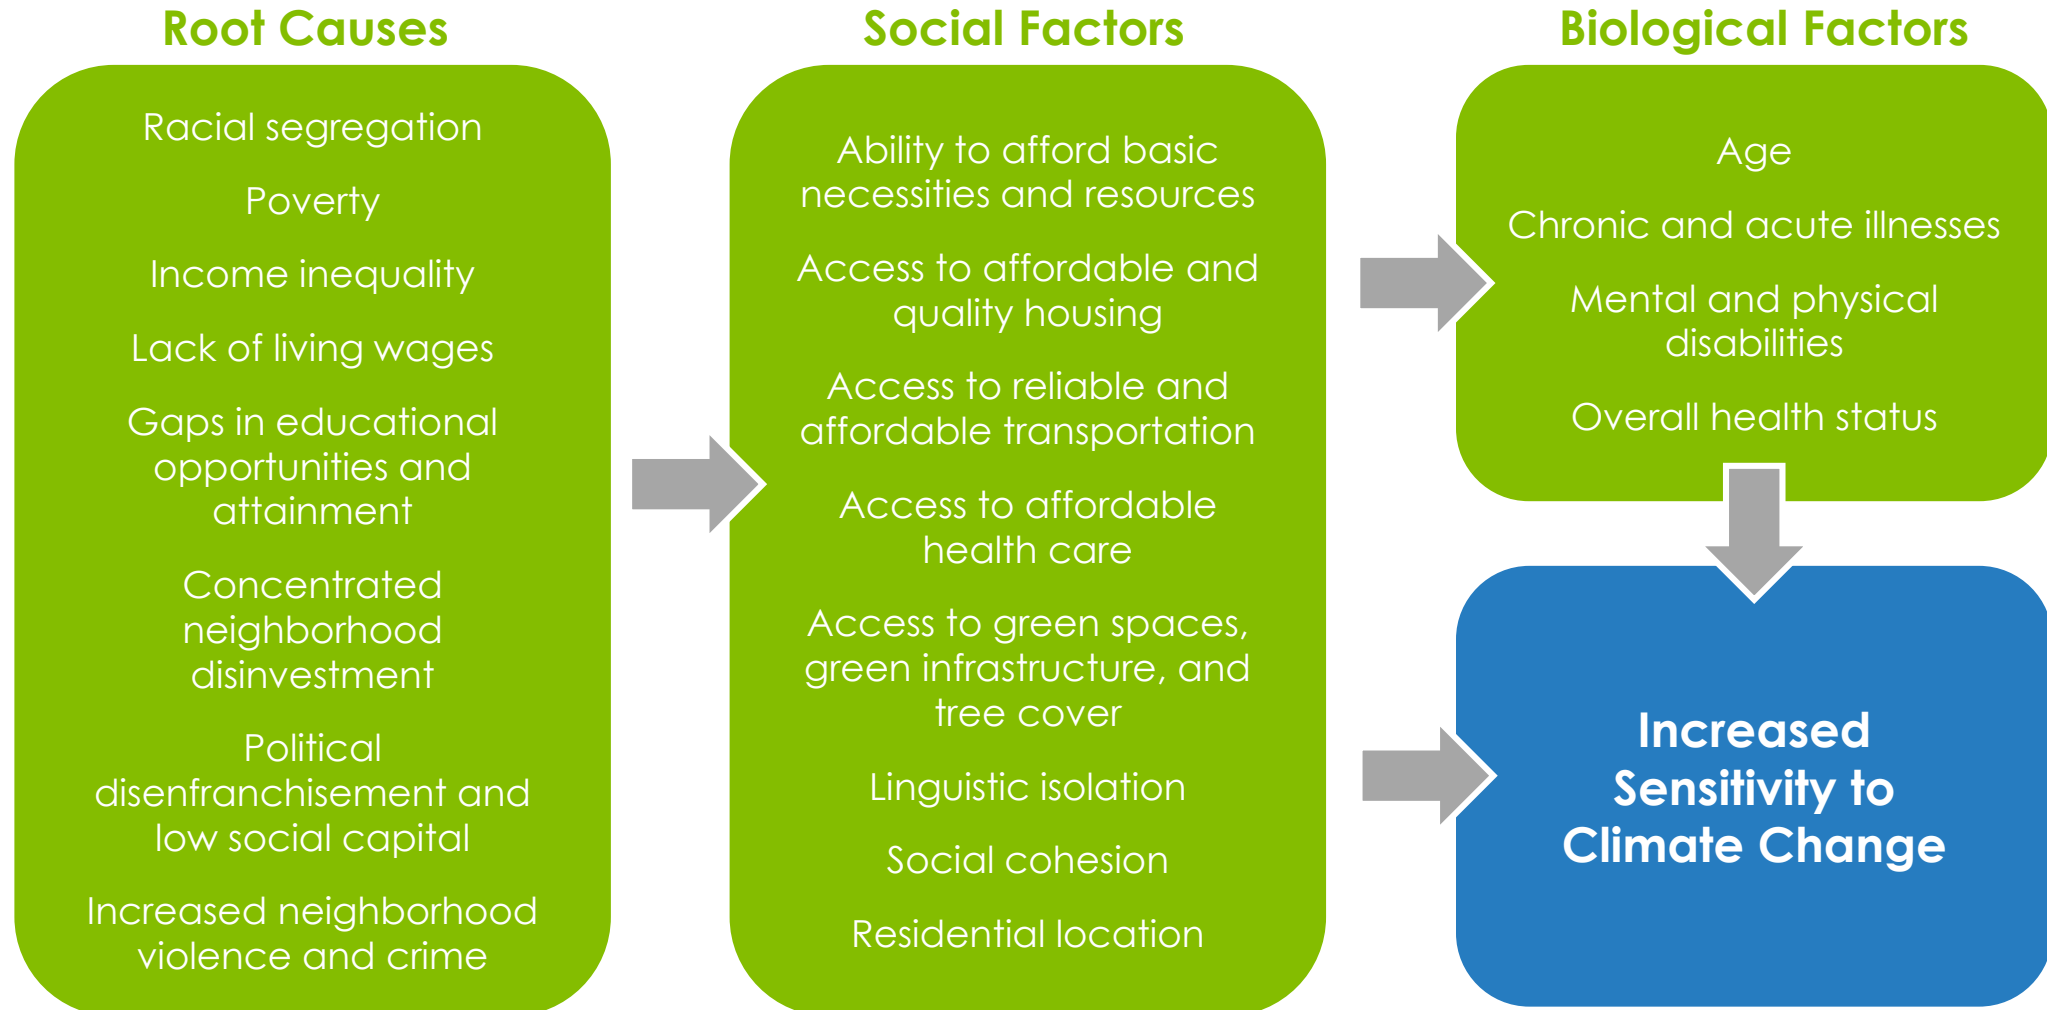 Root Causes
Racial segregation
Poverty
Income inequality
Lack of living wages
Gaps in educational
opportunities and
attainment
Concentrated
neighborhood
disinvestment
Political
disenfranchisement and
low social capital
Increased neighborhood
violence and crime
Social Factors
Ability to afford basic
necessities and resources
Access to affordable and
quality housing
Access to reliable and
affordable transportation
Access to affordable
health care
Access to green spaces,
green infrastructure, and
tree cover
Linguistic isolation
Social cohesion
Residential location
Biological Factors
Age
Chronic and acute illnesses
Mental and physical
disabilities
Overall health status
Increased
Sensitivity to
Climate Change